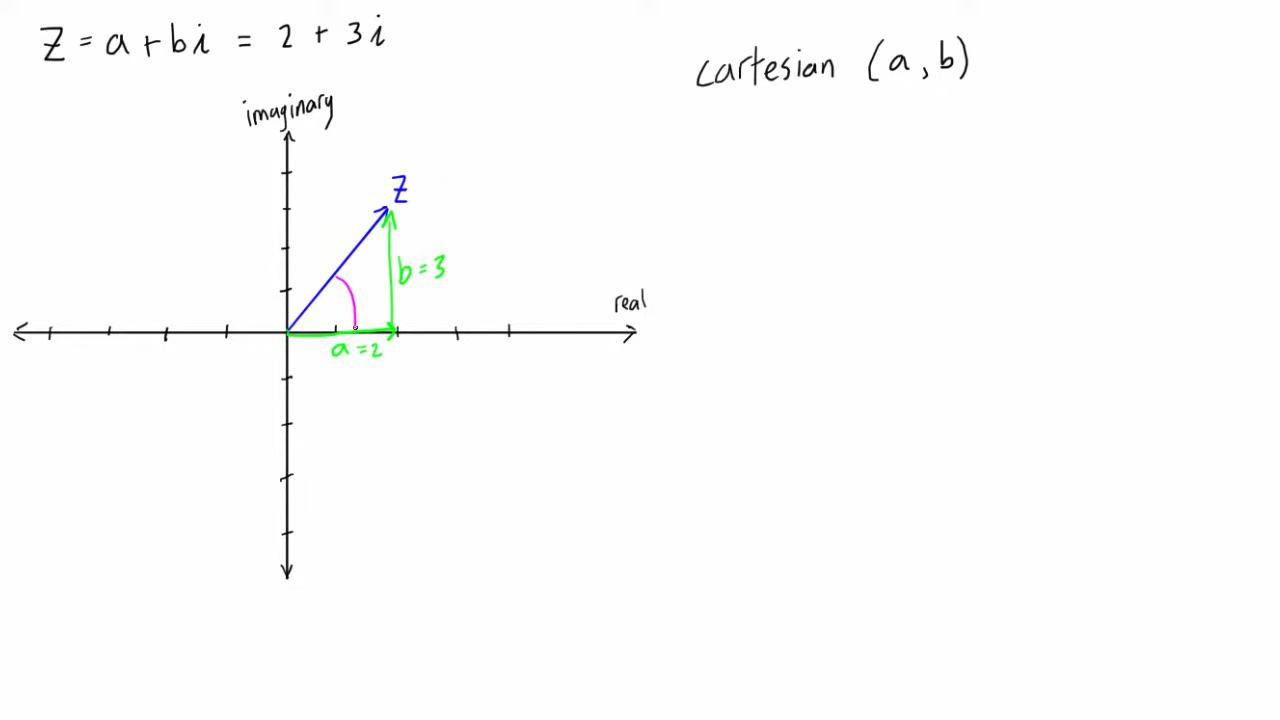 Z = a + bi = 2 + 3i
cartesian (a, b)
imaginary
Z
b = 3
real
a = 2